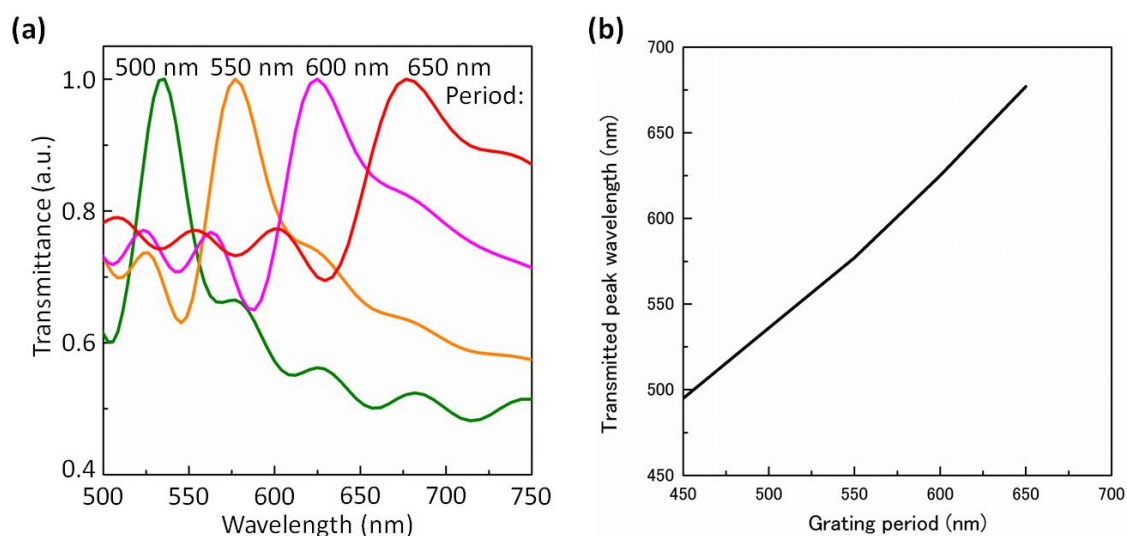 (a)
500 nm 550 nm 600 nm 650 nm
Period:
Transmittance (a.u.)
1.0
0.8
0.6
0.4
500 550 600 650 700 750
Wavelength (nm)
(b)
Transmitted peak wavelength (nm)
700
675
600
550
500
450
450 500 550 600 650 700
Grating period (nm)